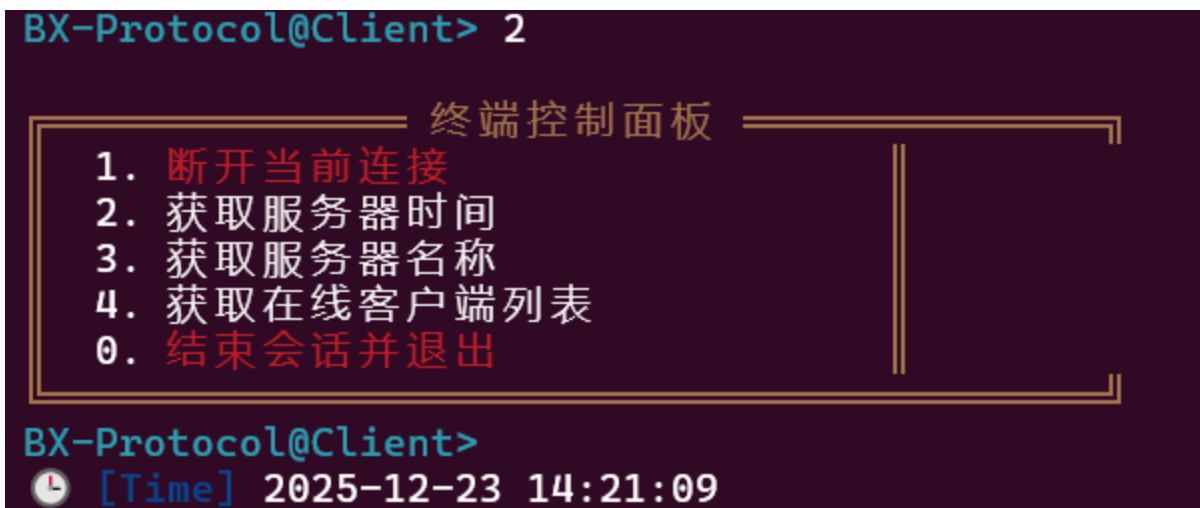 BX-Protocol@Client> 2
终端控制面板
1. 断开当前连接
2. 获取服务器时间
3. 获取服务器名称
4. 获取在线客户端列表
0. 结束会话并退出
BX-Protocol@Client>
🕒 [Time] 2025-12-23 14:21:09